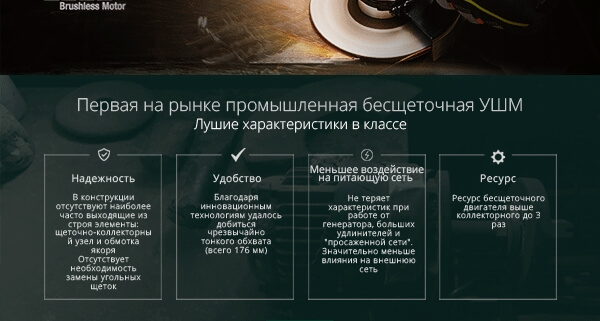 Brushless Motor
Первая на рынке промышленная бесщеточная УШМ
Лушие характеристики в классе
Надежность
В конструкции
отсутствуют наиболее
часто выходящие из
строя элементы:
щеточно-коллекторны
й узел и обмотка
якоря
Отсутствует
необходимость
замены угольных
щеток
Удобство
Благодаря
инновационным
технологиям удалось
добиться
чрезвычайно
тонкого обхвата
(всего 176 мм)
Меньшее воздействие
на питающую сеть
Не теряет
характеристик при
работе от
генератора, больших
удлинителей и
"просаженной сети".
Значительно меньше
влияния на внешнюю
сеть
Ресурс
Ресурс бесщеточного
двигателя выше
коллекторного до 3
раз